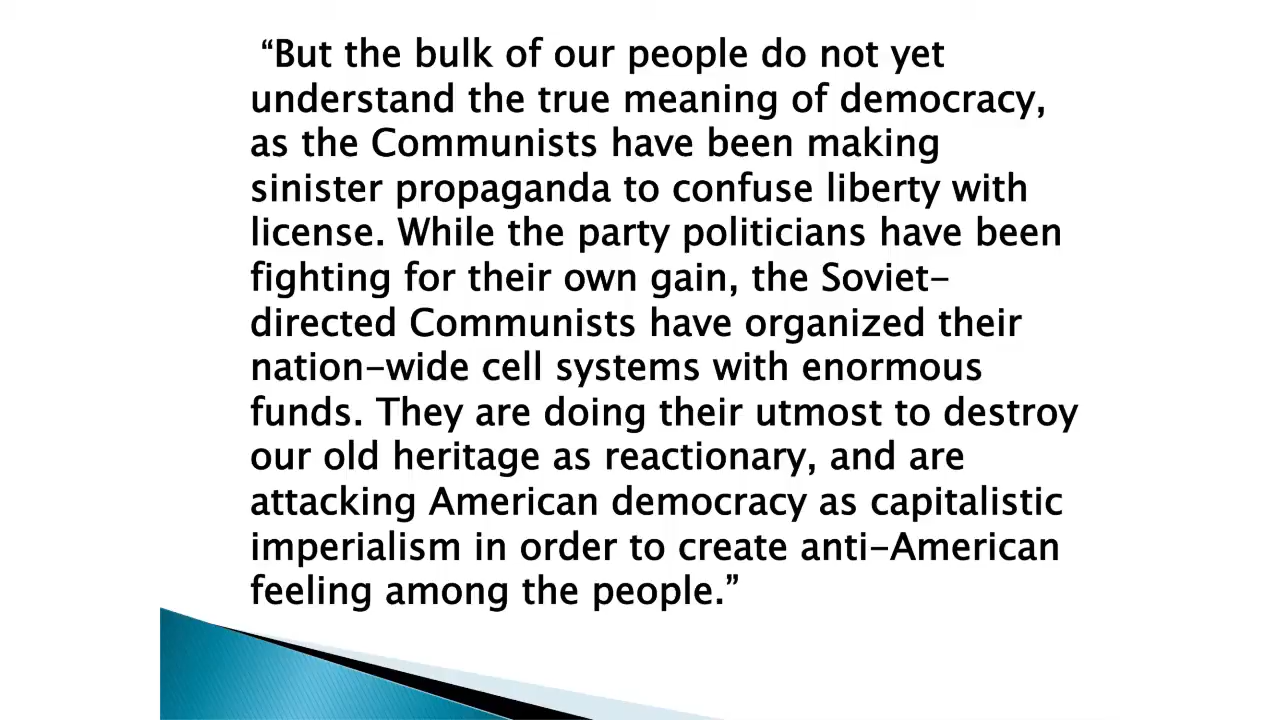 “But the bulk of our people do not yet
understand the true meaning of democracy,
as the Communists have been making
sinister propaganda to confuse liberty with
license. While the party politicians have been
fighting for their own gain, the Soviet-
directed Communists have organized their
nation-wide cell systems with enormous
funds. They are doing their utmost to destroy
our old heritage as reactionary, and are
attacking American democracy as capitalistic
imperialism in order to create anti-American
feeling among the people.”